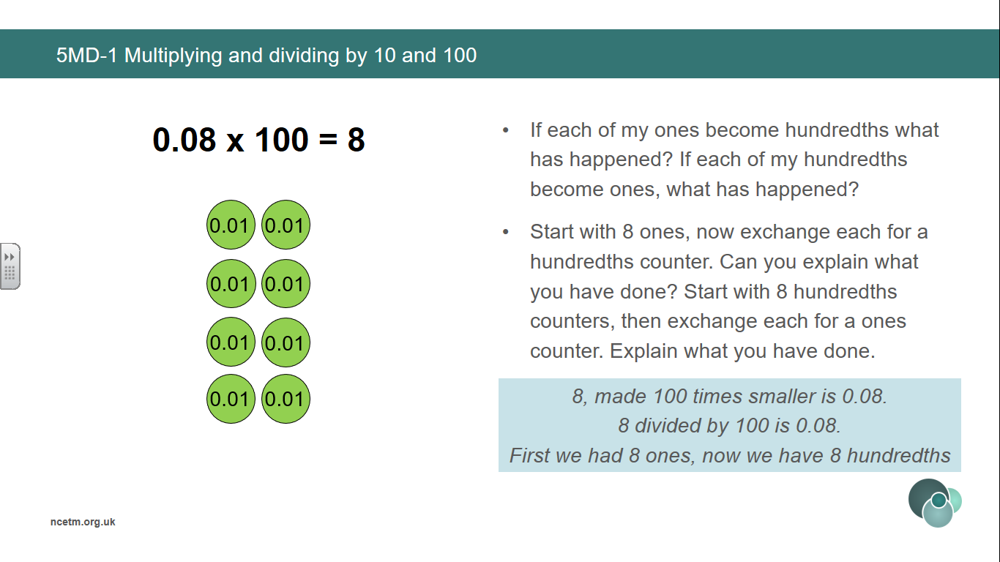 5MD-1 Multiplying and dividing by 10 and 100
0.08 x 100 = 8
0.01 0.01
0.01 0.01
0.01 0.01
0.01 0.01
• If each of my ones become hundredths what
has happened? If each of my hundredths
become ones, what has happened?
• Start with 8 ones, now exchange each for a
hundredths counter. Can you explain what
you have done? Start with 8 hundredths
counters, then exchange each for a ones
counter. Explain what you have done.
8, made 100 times smaller is 0.08.
8 divided by 100 is 0.08.
First we had 8 ones, now we have 8 hundredths
ncetm.org.uk